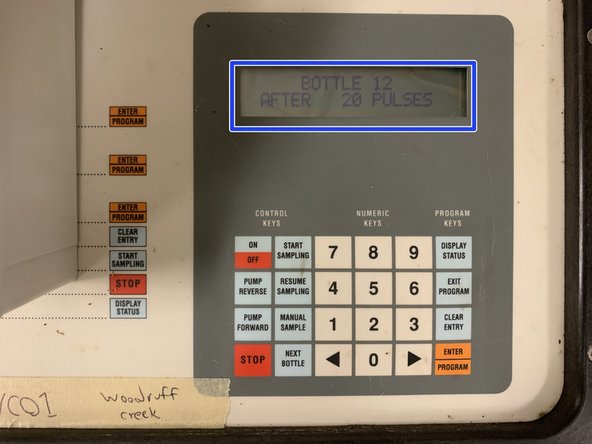 BOTTLE 12
AFTER 20 PULSES
ENTER
PROGRAM
ENTER
PROGRAM
ENTER
PROGRAM
CLEAR
ENTRY
START
SAMPLING
STOP
DISPLAY
STATUS
CONTROL
KEYS
NUMERIC
KEYS
PROGRAM
KEYS
ON
OFF
START
SAMPLING
7
8
9
DISPLAY
STATUS
PUMP
REVERSE
RESUME
SAMPLING
4
5
6
EXIT
PROGRAM
PUMP
FORWARD
MANUAL
SAMPLE
1
2
3
CLEAR
ENTRY
STOP
NEXT
BOTTLE
0
ENTER
PROGRAM
Woodruff
creek